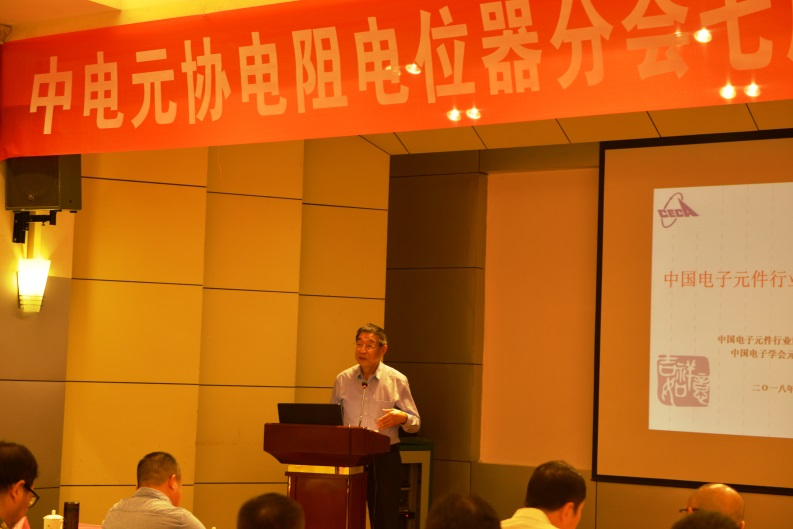 中电元协电阻电位器分会七
CECA
中国电子元件行业
中国电子元件行业
中国电子学会元
二〇一八年
吉祥如意